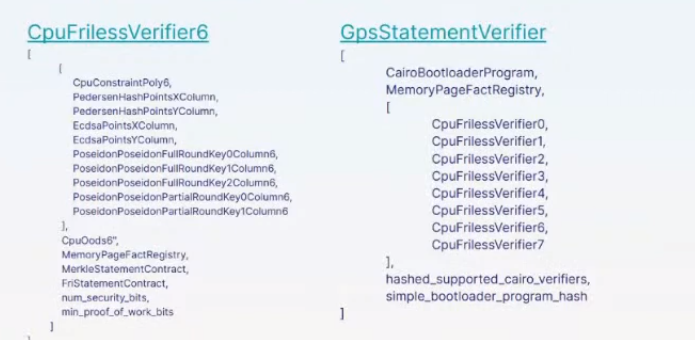 CpuFrilessVerifier6
[
[
CpuConstraintPoly6,
PedersenHashPointsXColumn,
PedersenHashPointsYColumn,
EcdsaPointsXColumn,
EcdsaPointsYColumn,
PoseidonPoseidonFullRoundKey0Column6,
PoseidonPoseidonFullRoundKey1Column6,
PoseidonPoseidonFullRoundKey2Column6,
PoseidonPoseidonPartialRoundKey0Column6,
PoseidonPoseidonPartialRoundKey1Column6
],
CpuOods6",
MemoryPageFactRegistry,
MerkleStatementContract,
FriStatementContract,
num_security_bits,
min_proof_of_work_bits
]
]
GpsStatementVerifier
[
CairoBootloaderProgram,
MemoryPageFactRegistry,
[
CpuFrilessVerifier0,
CpuFrilessVerifier1,
CpuFrilessVerifier2,
CpuFrilessVerifier3,
CpuFrilessVerifier4,
CpuFrilessVerifier5,
CpuFrilessVerifier6,
CpuFrilessVerifier7
],
hashed_supported_cairo_verifiers,
simple_bootloader_program_hash
]